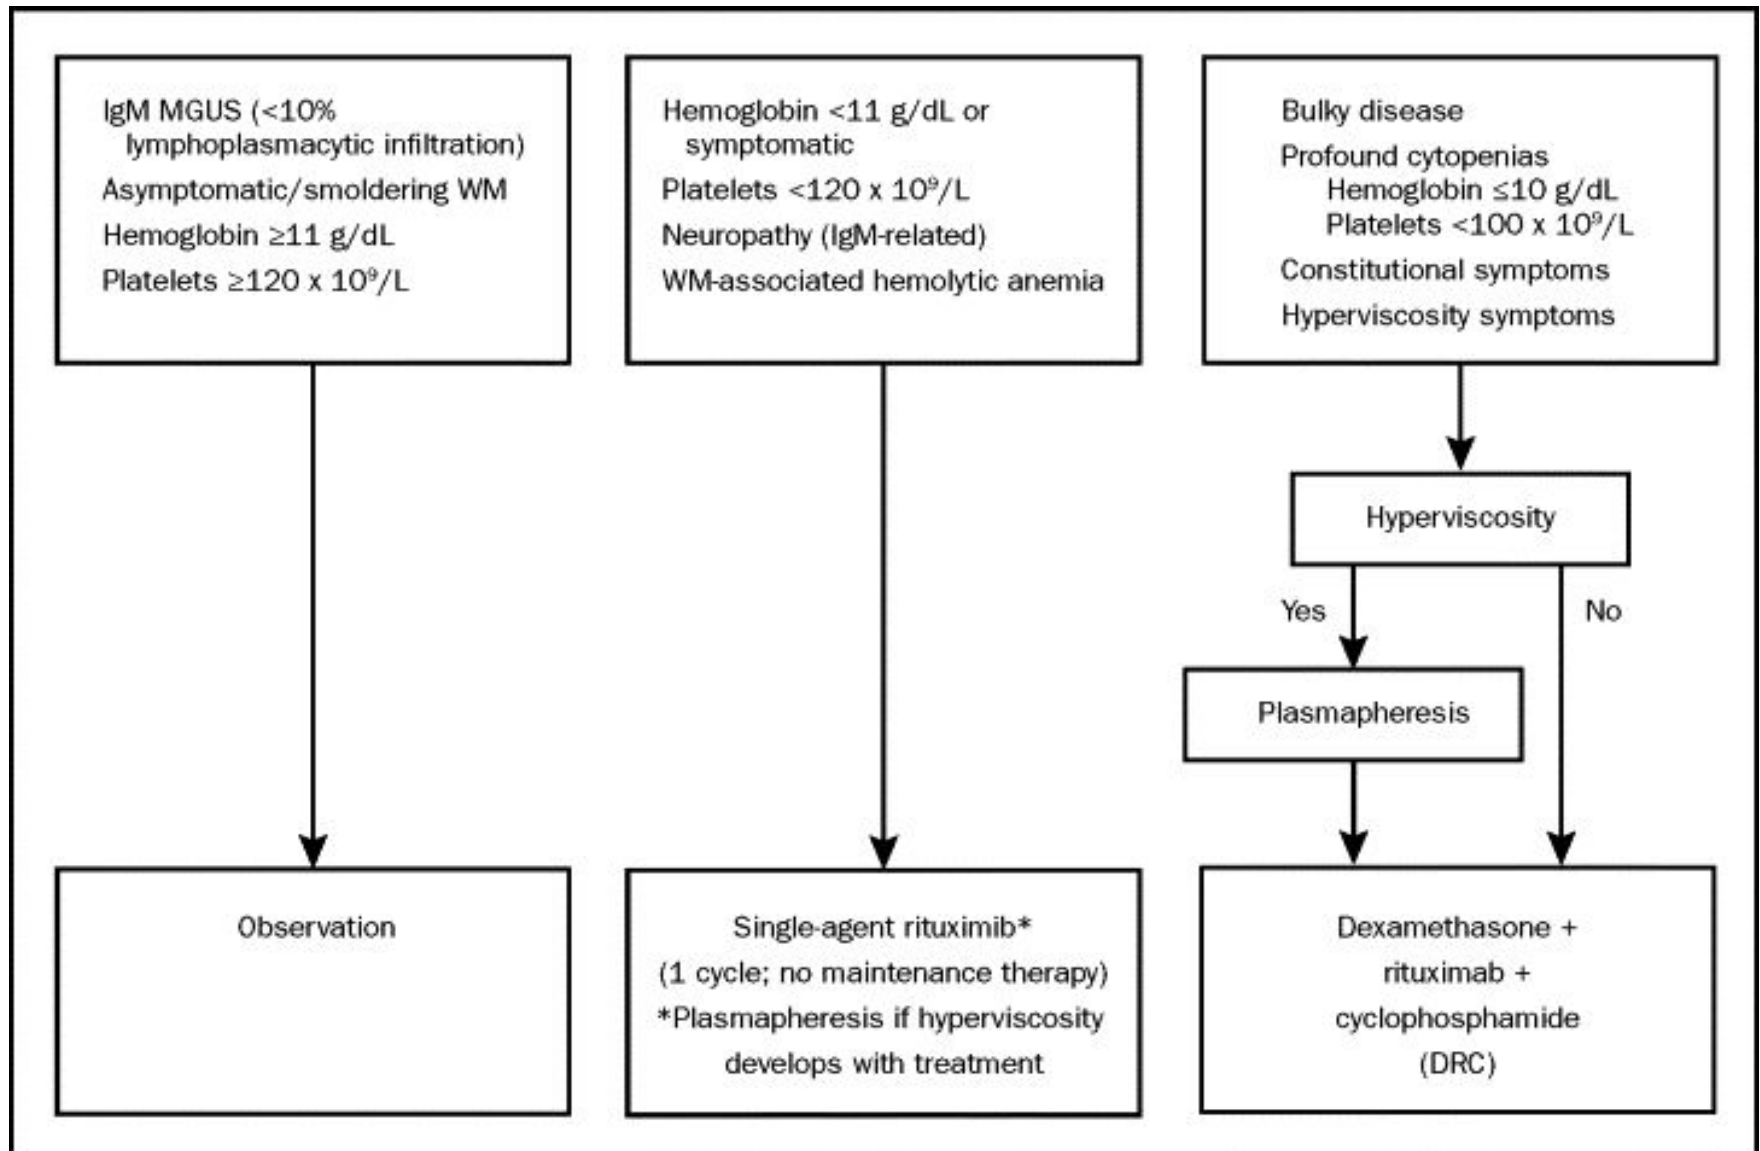 IgM MGUS (<10%
lymphoplasmacytic infiltration)
Asymptomatic/smoldering WM
Hemoglobin ≥11 g/dL
Platelets ≥120 x 10⁹/L
Hemoglobin <11 g/dL or
symptomatic
Platelets <120 x 10⁹/L
Neuropathy (IgM-related)
WM-associated hemolytic anemia
Bulky disease
Profound cytopenias
Hemoglobin ≤10 g/dL
Platelets <100 x 10⁹/L
Constitutional symptoms
Hyperviscosity symptoms
Hyperviscosity
Yes
No
Plasmapheresis
Observation
Single-agent rituximib*
(1 cycle; no maintenance therapy)
*Plasmapheresis if hyperviscosity
develops with treatment
Dexamethasone +
rituximab +
cyclophosphamide
(DRC)